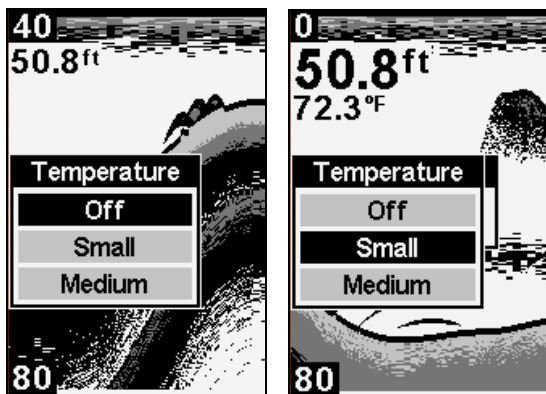 40
50.8ft
Temperature
Off
Small
Medium
80
0
50.8ft
72.3°F
Temperature
Off
Small
Medium
80